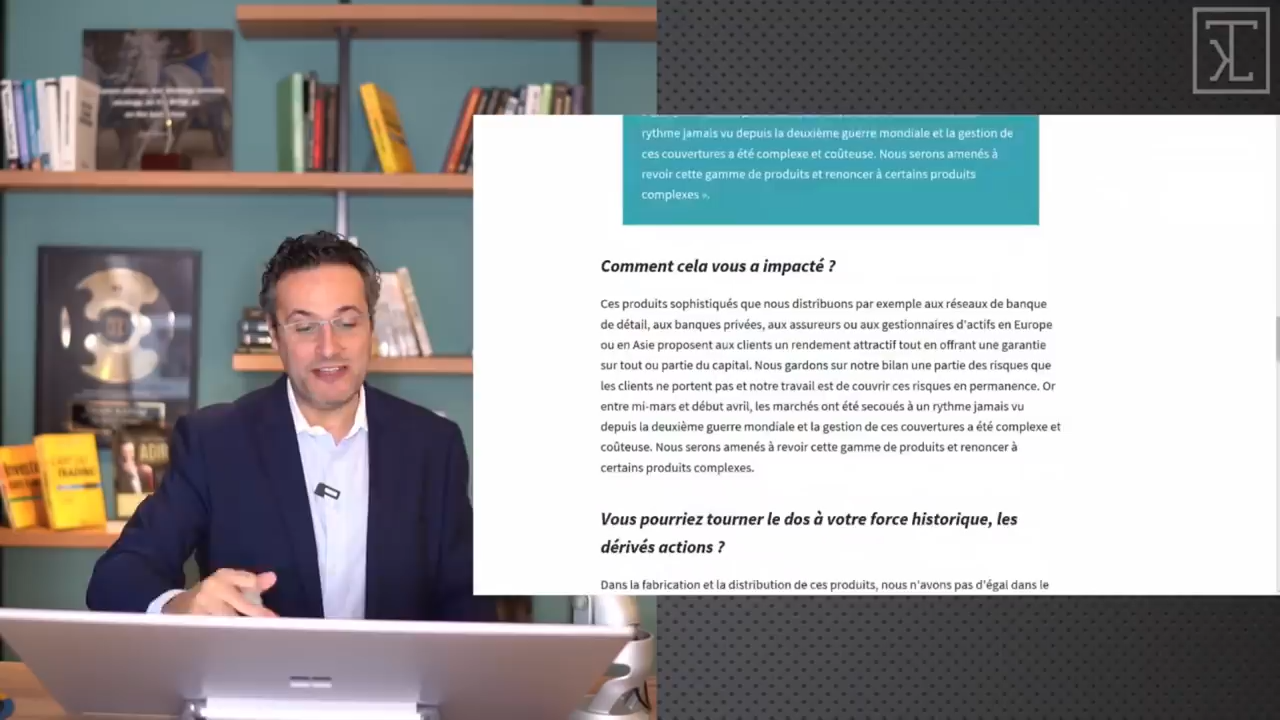 rythme jamais vu depuis la deuxième guerre mondiale et la gestion de
ces couvertures a été complexe et coûteuse. Nous serons amenés à
revoir cette gamme de produits et renoncer à certains produits
complexes ».
Comment cela vous a impacté ?
Ces produits sophistiqués que nous distribuons par exemple aux réseaux de banque
de détail, aux banques privées, aux assureurs ou aux gestionnaires d'actifs en Europe
ou en Asie proposent aux clients un rendement attractif tout en offrant une garantie
sur tout ou partie du capital. Nous gardons sur notre bilan une partie des risques que
les clients ne portent pas et notre travail est de couvrir ces risques en permanence. Or
entre mi-mars et début avril, les marchés ont été secoués à un rythme jamais vu
depuis la deuxième guerre mondiale et la gestion de ces couvertures a été complexe et
coûteuse. Nous serons amenés à revoir cette gamme de produits et renoncer à
certains produits complexes.
Vous pourriez tourner le dos à votre force historique, les
dérivés actions ?
Dans la fabrication et la distribution de ces produits, nous n'avons pas d'égal dans le
TRADING
AGIR